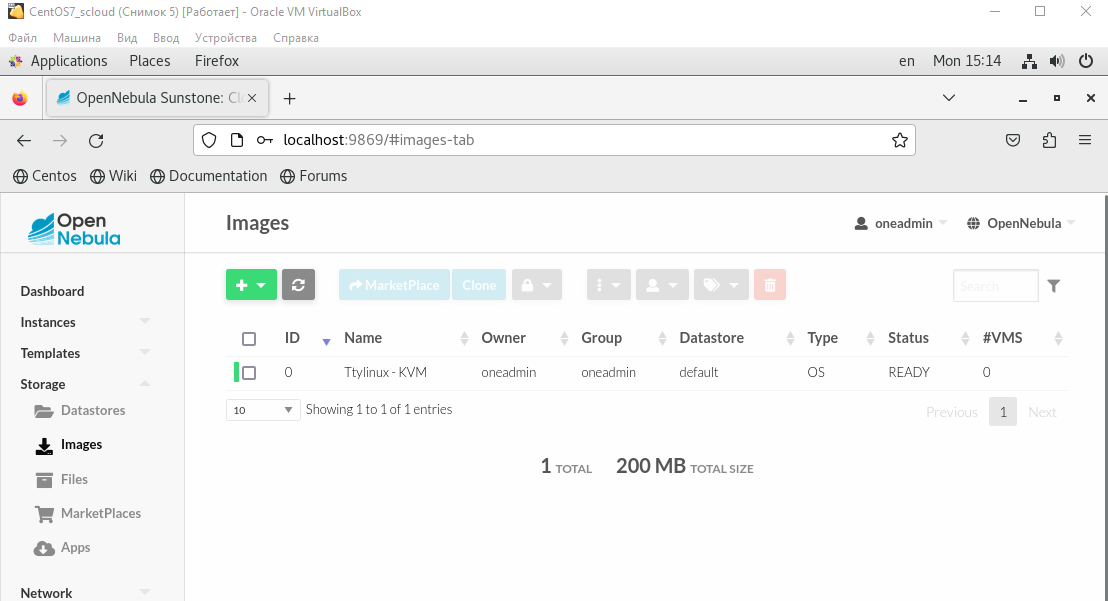 CentOS7_scloud (Снимок 5) [Работает] - Oracle VM VirtualBox
Файл Машина Вид Ввод Устройства Справка
Applications Places Firefox en Mon 15:14
OpenNebula Sunstone: Cl
localhost:9869/#images-tab
Centos Wiki Documentation Forums
Open Nebula
Images oneadmin OpenNebula
MarketPlace Clone Search
Dashboard
Instances
Templates
Storage
Datastores
Images
Files
MarketPlaces
Apps
Network
ID Name Owner Group Datastore Type Status #VMS
0 Ttylinux - KVM oneadmin oneadmin default OS READY 0
10 Showing 1 to 1 of 1 entries Previous 1 Next
1 TOTAL 200 MB TOTAL SIZE